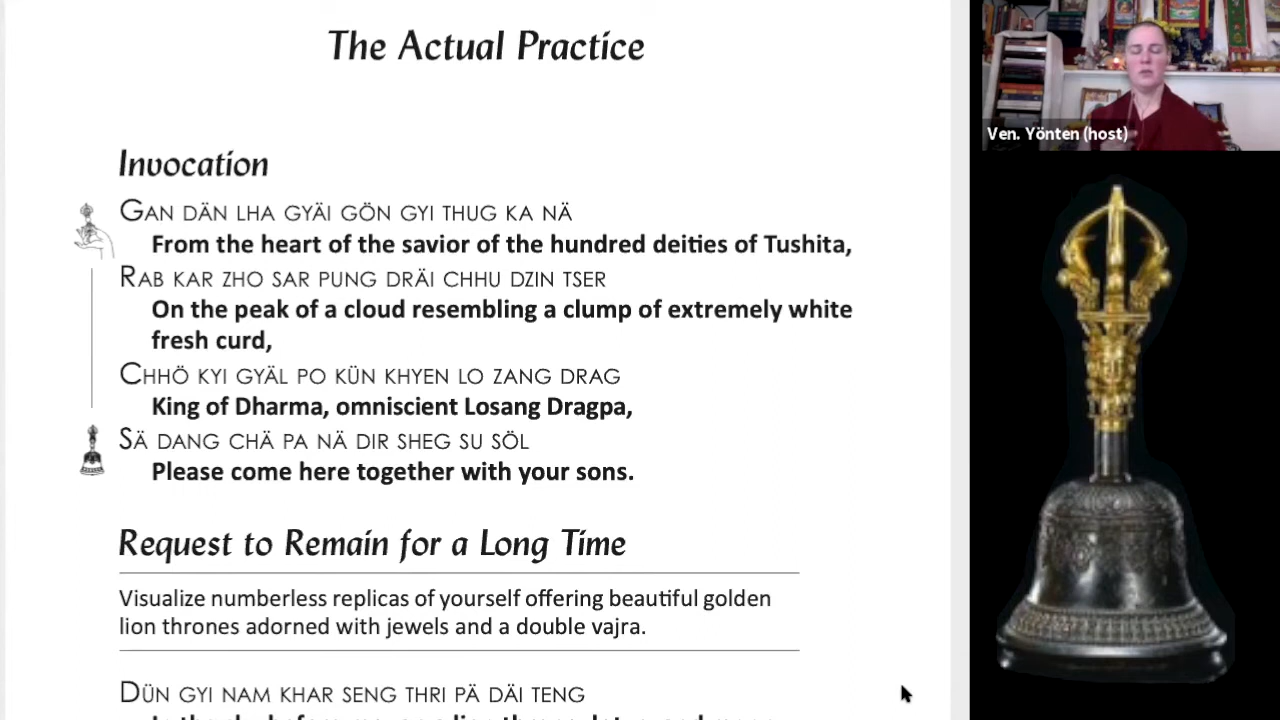 The Actual Practice
Invocation
GAN DÄN LHA GYÄI GÖN GYI THUG KA NÄ
From the heart of the savior of the hundred deities of Tushita,
RAB KAR ZHO SAR PUNG DRÄI CHHU DZIN TSER
On the peak of a cloud resembling a clump of extremely white
fresh curd,
CHHÖ KYI GYÄL PO KÜN KHYEN LO ZANG DRAG
King of Dharma, omniscient Losang Dragpa,
SÄ DANG CHÄ PA NÄ DIR SHEG SU SÖL
Please come here together with your sons.
Request to Remain for a Long Time
Visualize numberless replicas of yourself offering beautiful golden
lion thrones adorned with jewels and a double vajra.
DÜN GYI NAM KHAR SENG THRI PÄ DÄI TENG
Ven. Yönten (host)